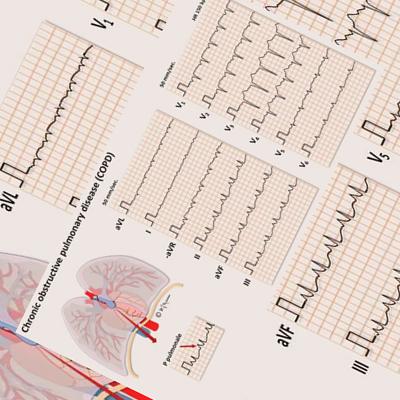 Chronic obstructive pulmonary disease (COPD)
50 mm/sec.
aVL
I
-aVR
II
aVF
III
50 mm/sec.
V1
V2
V3
V4
V5
V6
P pulmonale
V1
aVL
V5
aVF
III